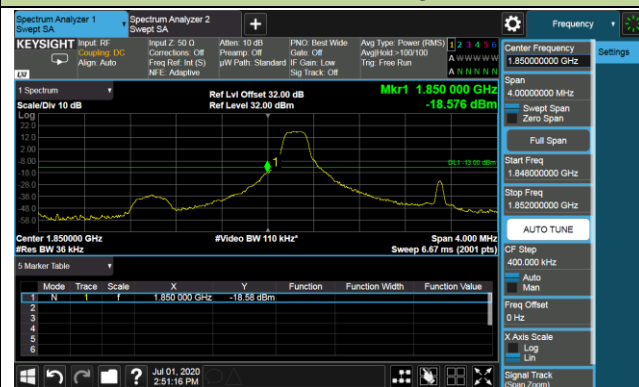 Spectrum Analyzer 1
Swept SA
Spectrum Analyzer 2
Swept SA
+
Frequency
KEYSIGHT
Input: RF
Coupling: DC
Align: Auto
Input Z: 50 Ω
Corrections: Off
Freq Ref: Int (S)
NFE: Adaptive
Atten: 10 dB
Preamp: Off
µW Path: Standard
PNO: Best Wide
Gate: Off
IF Gain: Low
Sig Track: Off
Avg Type: Power (RMS)
Avg|Hold:>100/100
Trig: Free Run
1 2 3 4 5 6
A W W W W W
A N N N N N
LXI
1 Spectrum
Scale/Div 10 dB
Ref Lvl Offset 32.00 dB
Ref Level 32.00 dBm
Mkr1 1.850 000 GHz
-18.576 dBm
Log
22.0
12.0
2.00
-8.00
-18.0
-28.0
-38.0
-48.0
-58.0
1
DL1 -13.00 dBm
Center 1.850000 GHz
#Res BW 36 kHz
#Video BW 110 kHz*
Span 4.000 MHz
Sweep 6.67 ms (2001 pts)
5 Marker Table
Mode Trace Scale X Y Function Function Width Function Value
1 N 1 f 1.850 000 GHz -18.58 dBm
2
3
4
5
6
Jul 01, 2020
2:51:16 PM
?
Settings
Center Frequency
1.850000000 GHz
Span
4.00000000 MHz
Swept Span
Zero Span
Full Span
Start Freq
1.848000000 GHz
Stop Freq
1.852000000 GHz
AUTO TUNE
CF Step
400.000 kHz
Auto
Man
Freq Offset
0 Hz
X Axis Scale
Log
Lin
Signal Track
(Span Zoom)